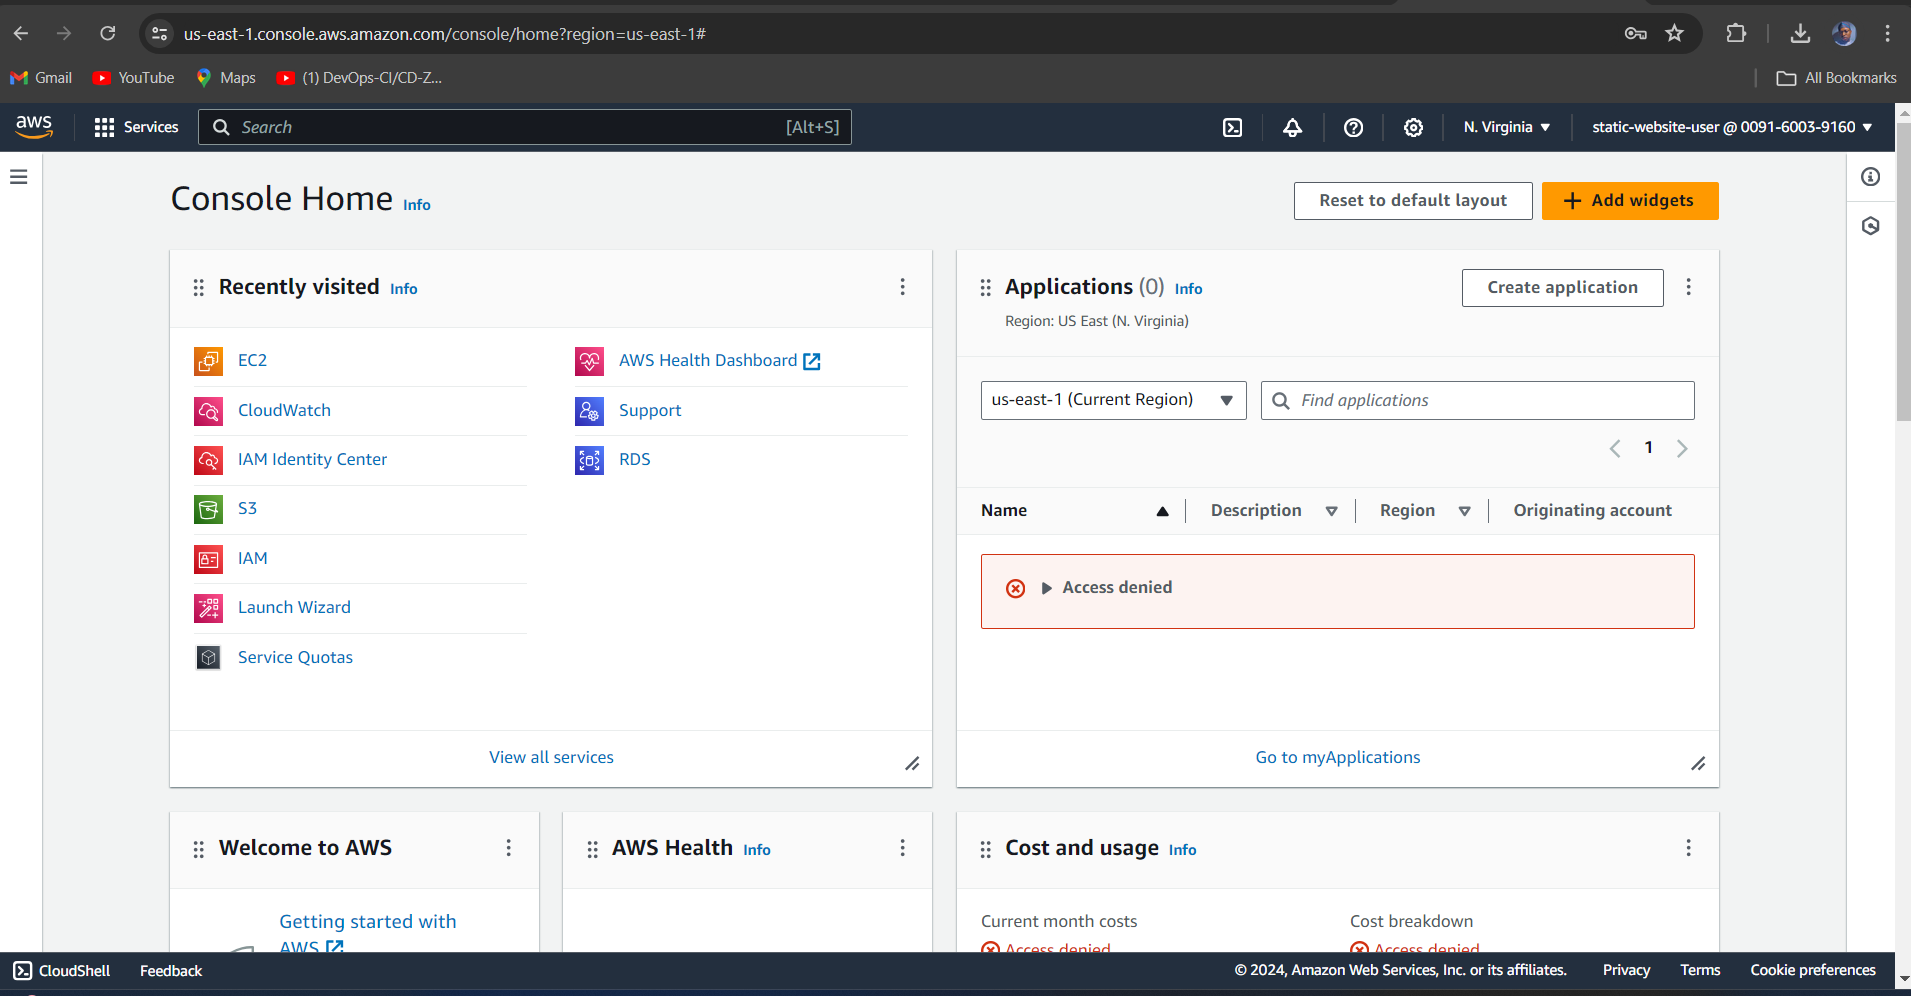 us-east-1.console.aws.amazon.com/console/home?region=us-east-1#
Gmail YouTube Maps (1) DevOps-CI/CD-Z... All Bookmarks
aws Services Search [Alt+S] N. Virginia static-website-user @ 0091-6003-9160
Console Home Info Reset to default layout Add widgets
Recently visited Info
EC2
CloudWatch
IAM Identity Center
S3
IAM
Launch Wizard
Service Quotas
AWS Health Dashboard
Support
RDS
View all services
Applications (0) Info Create application
Region: US East (N. Virginia)
us-east-1 (Current Region) Find applications
1
Name Description Region Originating account
Access denied
Go to myApplications
Welcome to AWS
Getting started with
AWS
AWS Health Info
Cost and usage Info
Current month costs Cost breakdown
Access denied Access denied
CloudShell Feedback © 2024, Amazon Web Services, Inc. or its affiliates. Privacy Terms Cookie preferences